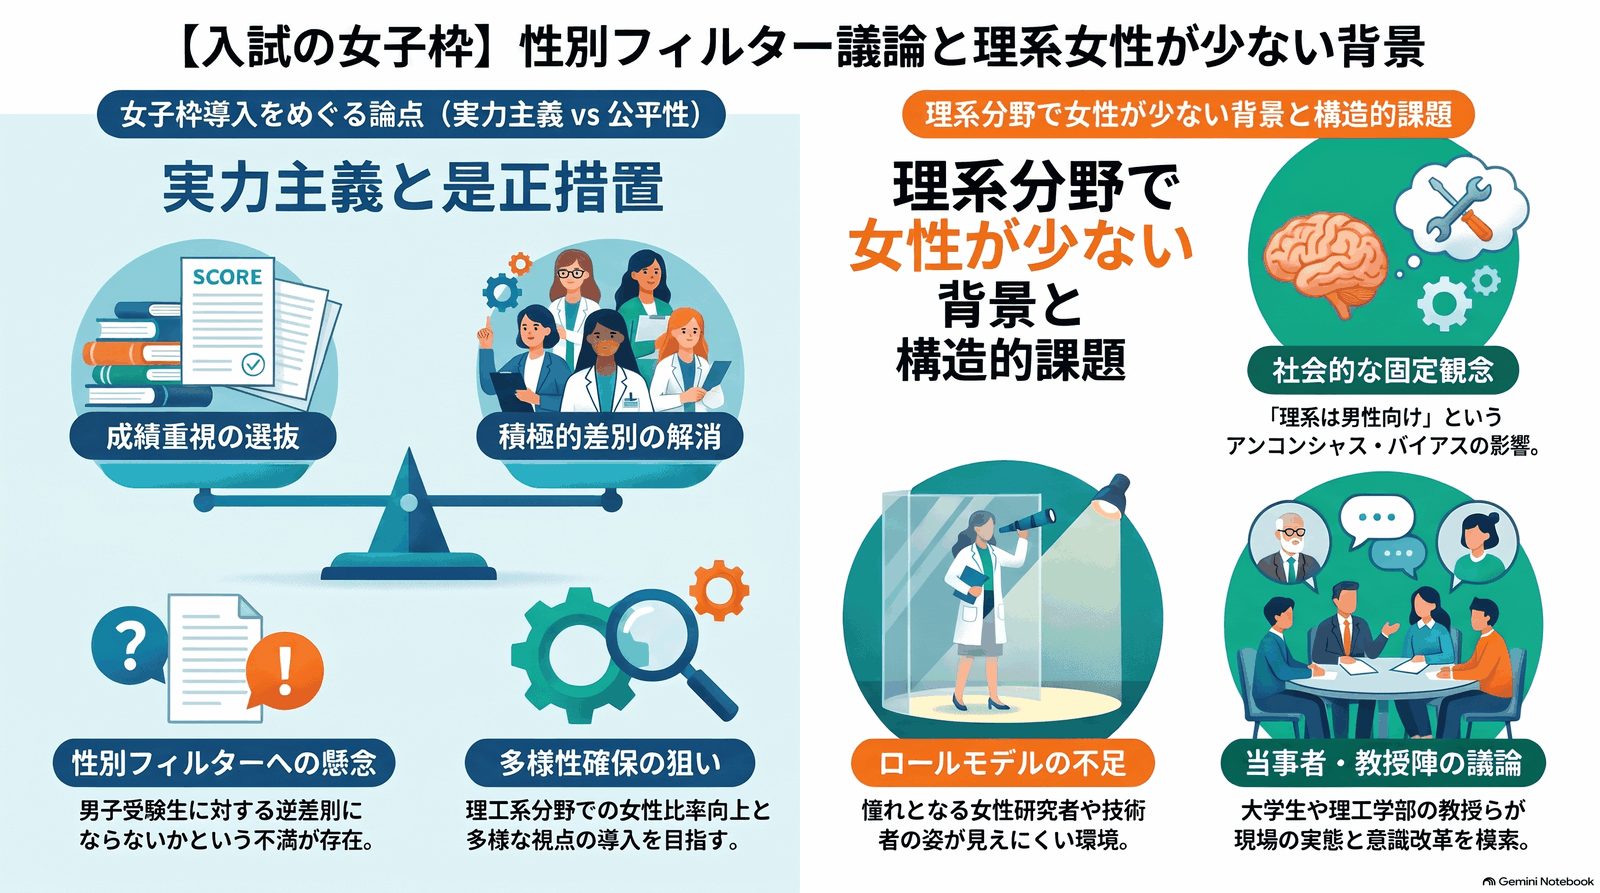 【入試の女子枠】性別フィルター議論と理系女性が少ない背景
女子枠導入をめぐる論点（実力主義 vs 公平性）
実力主義と是正措置
SCORE
成績重視の選抜
積極的差別の解消
?
!
性別フィルターへの懸念
男子受験生に対する逆差別に
ならないかという不満が存在。
多様性確保の狙い
理工系分野での女性比率向上と
多様な視点の導入を目指す。
理系分野で女性が少ない背景と構造的課題
理系分野で
女性が少ない
背景と
構造的課題
社会的な固定観念
「理系は男性向け」という
アンコンシャス・バイアスの影響。
ロールモデルの不足
憧れとなる女性研究者や技術
者の姿が見えにくい環境。
当事者・教授陣の議論
大学生や理工学部の教授らが
現場の実態と意識改革を模索。
Gemini Notebook